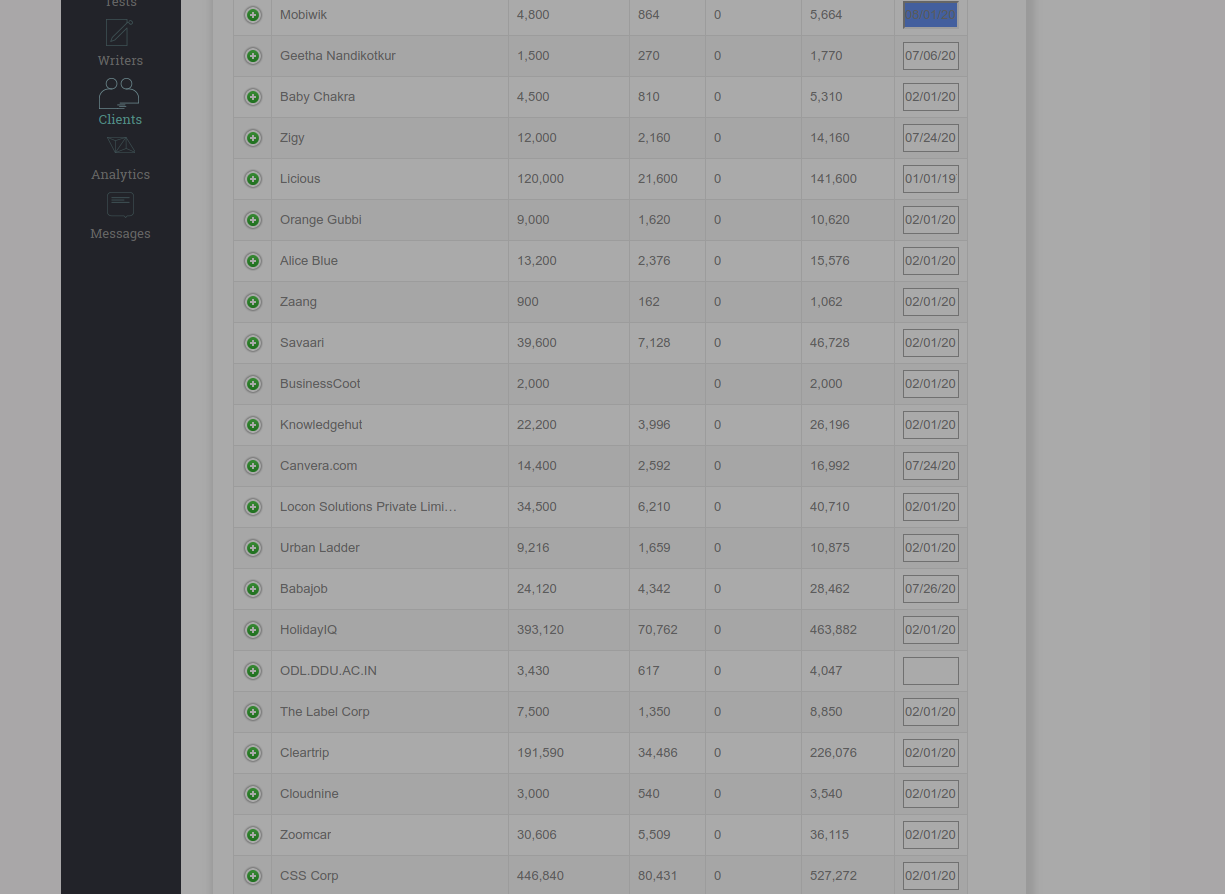 Tests
Writers
Clients
Analytics
Messages
Mobiwik 4,800 864 0 5,664
Geetha Nandikotkur 1,500 270 0 1,770 07/06/20
Baby Chakra 4,500 810 0 5,310 02/01/20
Zigy 12,000 2,160 0 14,160 07/24/20
Licious 120,000 21,600 0 141,600 01/01/19
Orange Gubbi 9,000 1,620 0 10,620 02/01/20
Alice Blue 13,200 2,376 0 15,576 02/01/20
Zaang 900 162 0 1,062 02/01/20
Savaari 39,600 7,128 0 46,728 02/01/20
BusinessCoot 2,000 0 2,000 02/01/20
Knowledgehut 22,200 3,996 0 26,196 02/01/20
Canvera.com 14,400 2,592 0 16,992 07/24/20
Locon Solutions Private Limi… 34,500 6,210 0 40,710 02/01/20
Urban Ladder 9,216 1,659 0 10,875 02/01/20
Babajob 24,120 4,342 0 28,462 07/26/20
HolidayIQ 393,120 70,762 0 463,882 02/01/20
ODL.DDU.AC.IN 3,430 617 0 4,047
The Label Corp 7,500 1,350 0 8,850 02/01/20
Cleartrip 191,590 34,486 0 226,076 02/01/20
Cloudnine 3,000 540 0 3,540 02/01/20
Zoomcar 30,606 5,509 0 36,115 02/01/20
CSS Corp 446,840 80,431 0 527,272 02/01/20